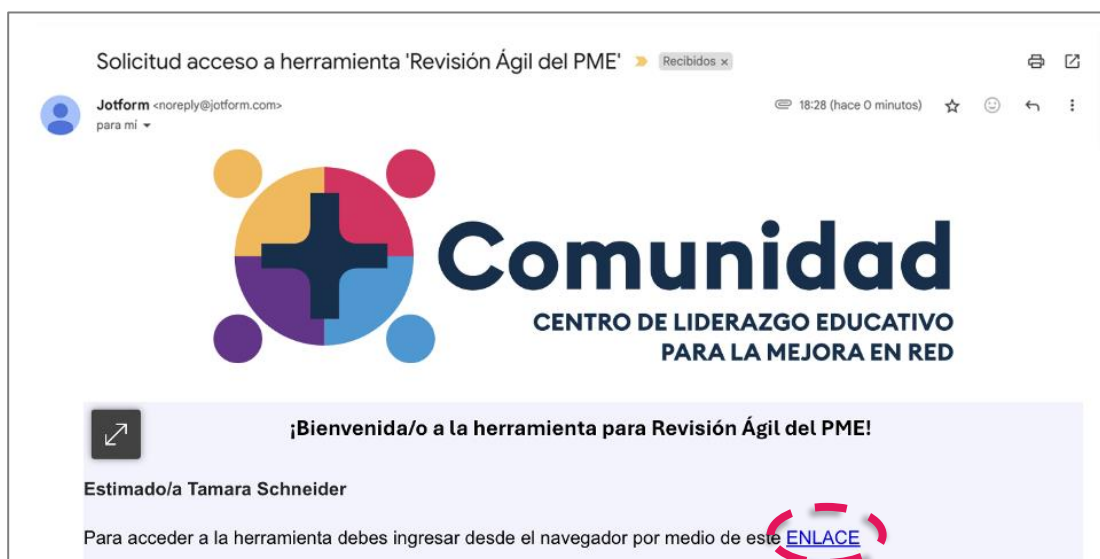 Solicitud acceso a herramienta 'Revisión Ágil del PME' Recibidos x
Jotform <noreply@jotform.com> 18:28 (hace 0 minutos)
para mí
Comunidad
CENTRO DE LIDERAZGO EDUCATIVO
PARA LA MEJORA EN RED
¡Bienvenida/o a la herramienta para Revisión Ágil del PME!
Estimado/a Tamara Schneider
Para acceder a la herramienta debes ingresar desde el navegador por medio de este ENLACE